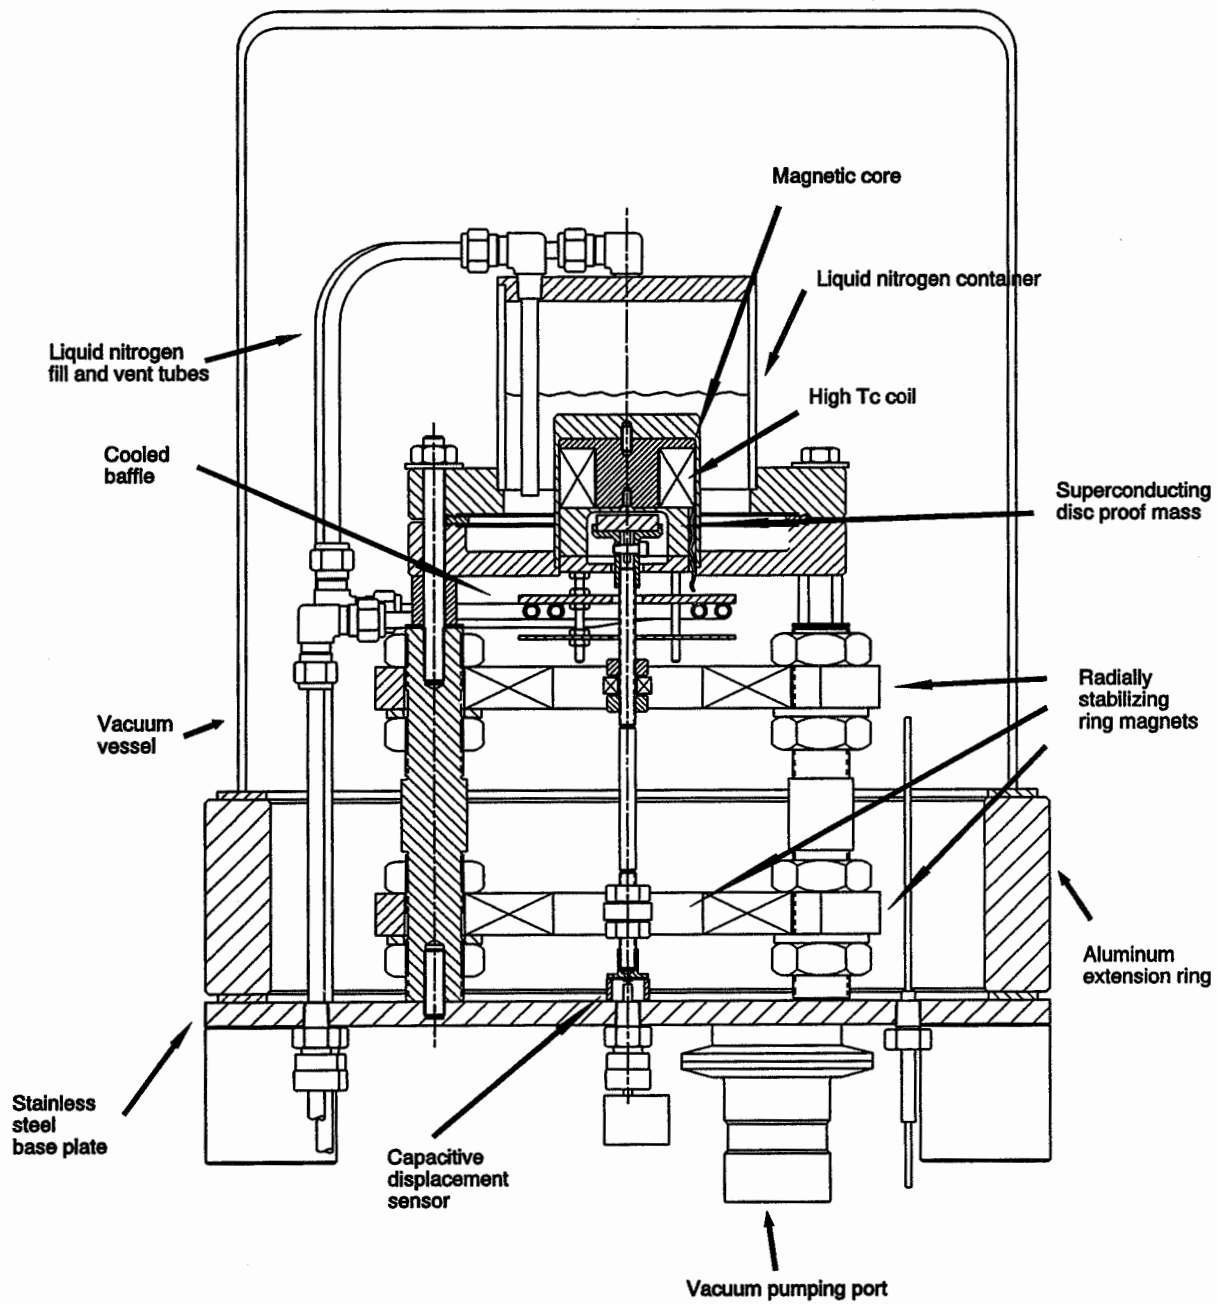 Magnetic core
Liquid nitrogen container
Liquid nitrogen
fill and vent tubes
High Tc coil
Cooled
baffle
Superconducting
disc proof mass
Radially
stabilizing
ring magnets
Vacuum
vessel
Aluminum
extension ring
Stainless
steel
base plate
Capacitive
displacement
sensor
Vacuum pumping port